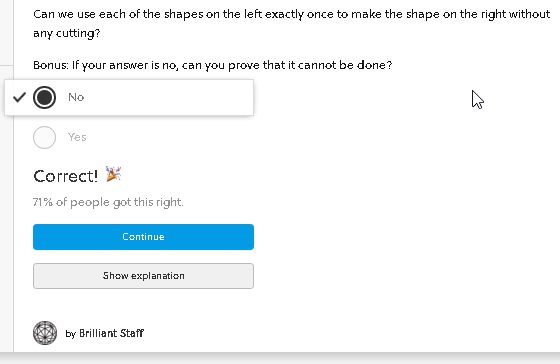 Can we use each of the shapes on the left exactly once to make the shape on the right without
any cutting?
Bonus: If your answer is no, can you prove that it cannot be done?
No
Yes
Correct!
71% of people got this right.
Continue
Show explanation
by Brilliant Staff